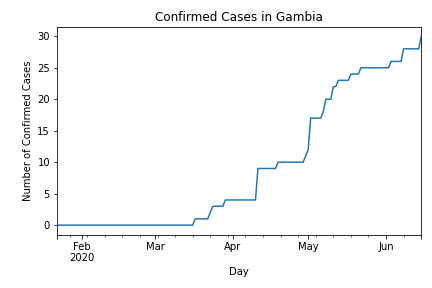 Confirmed Cases in Gambia
30
25
20
15
10
5
0
Number of Confirmed Cases
Feb
2020
Mar
Apr
May
Jun
Day